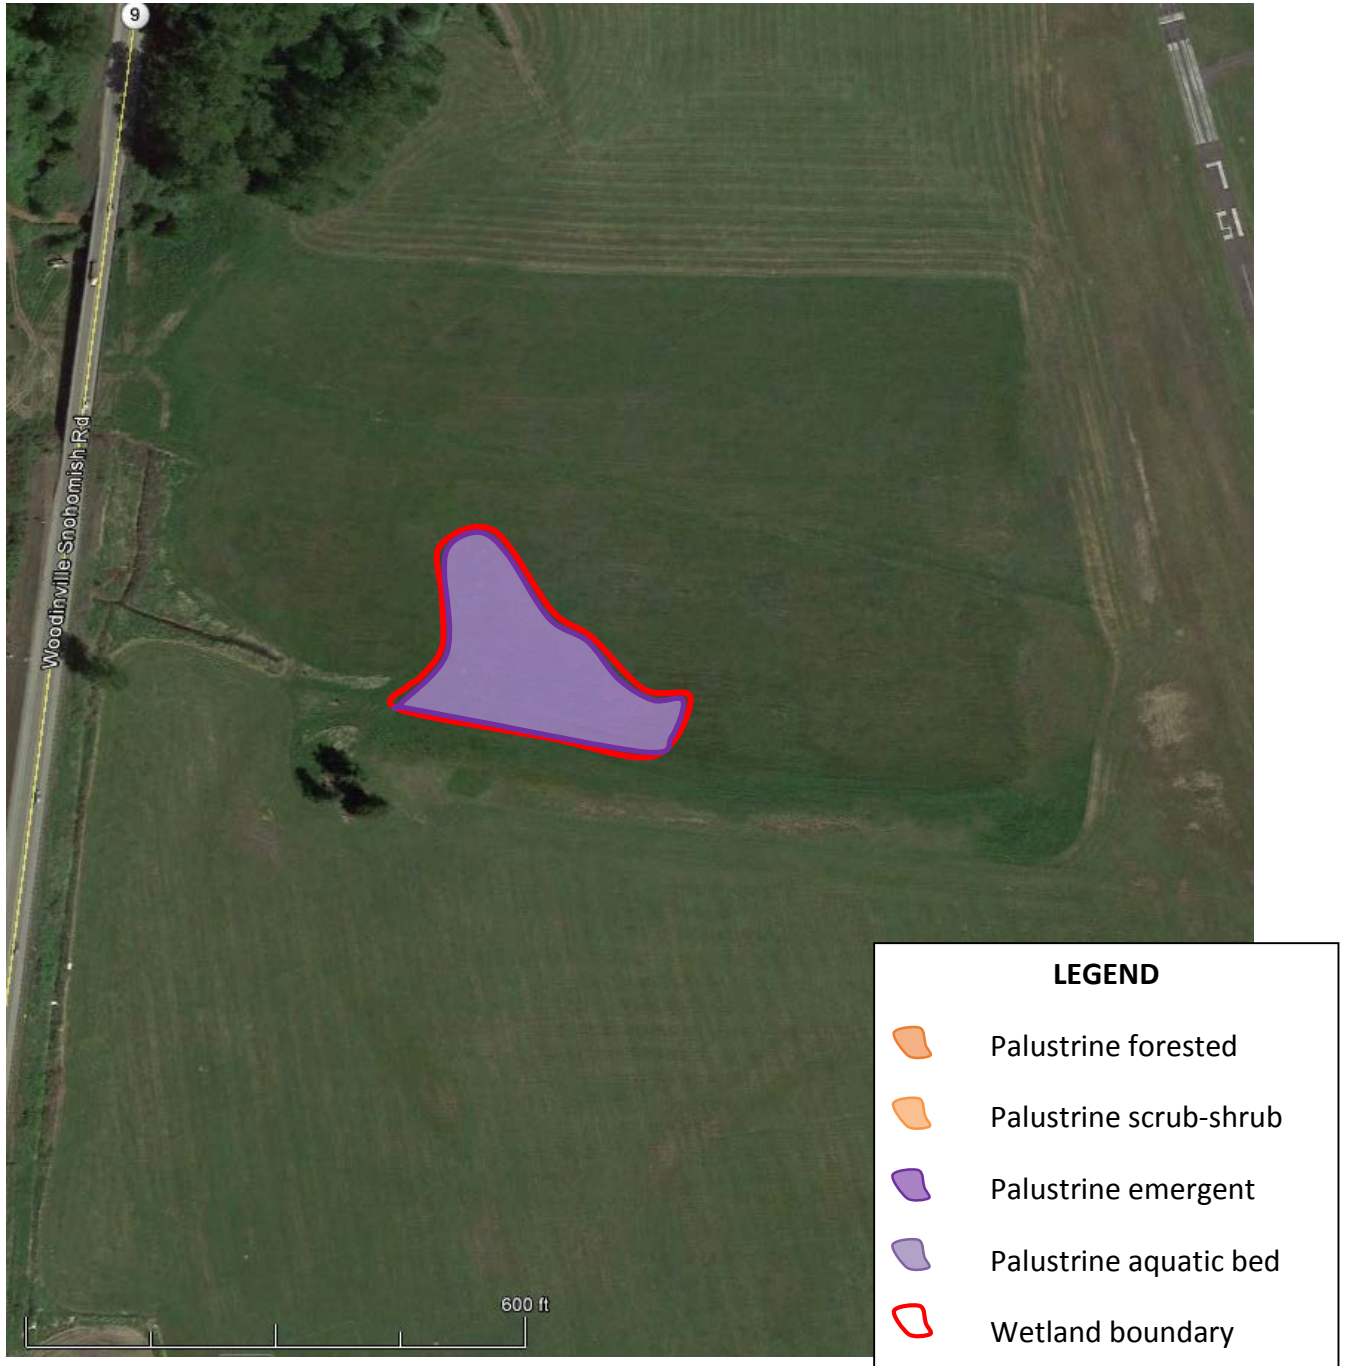 9
Woodinville Snohomish Rd
15
600 ft
LEGEND
Palustrine forested
Palustrine scrub-shrub
Palustrine emergent
Palustrine aquatic bed
Wetland boundary